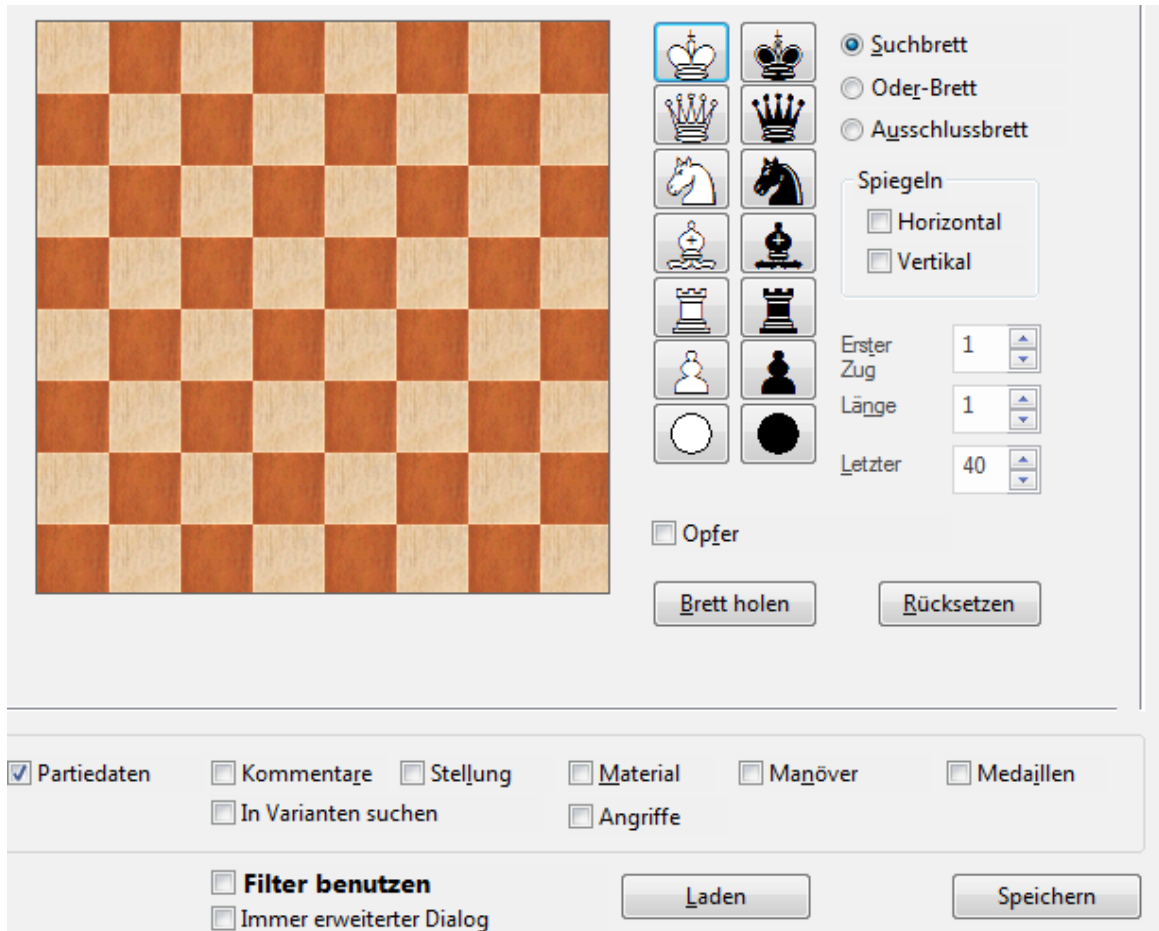 Suchbrett
Oder-Brett
Ausschlussbrett
Spiegeln
Horizontal
Vertikal
Erster Zug 1
Länge 1
Letzter 40
Opfer
Brett holen Rücksetzen
Partiedaten Kommentare Stellung Material Manöver Medaillen
In Varianten suchen Angriffe
Filter benutzen Laden Speichern
Immer erweiterter Dialog